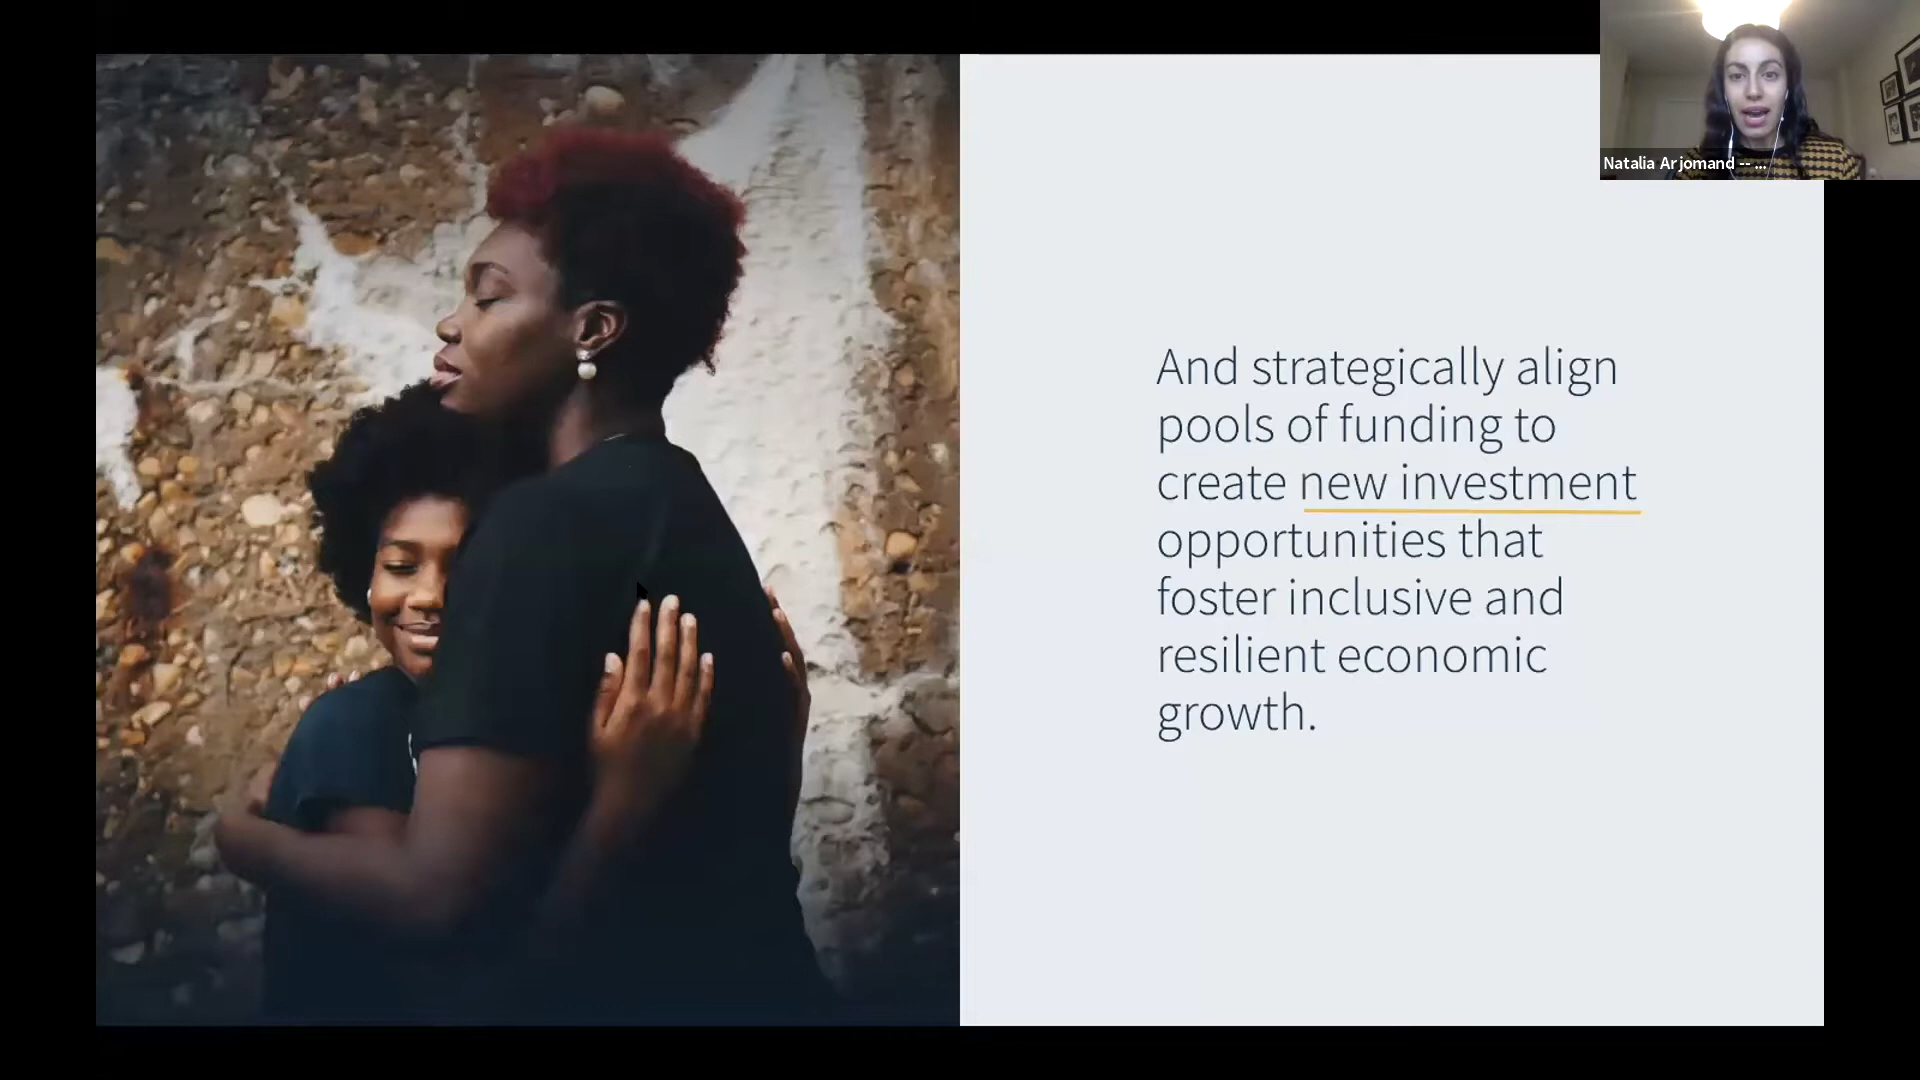 Natalia Arjomand -- ...
And strategically align
pools of funding to
create new investment
opportunities that
foster inclusive and
resilient economic
growth.